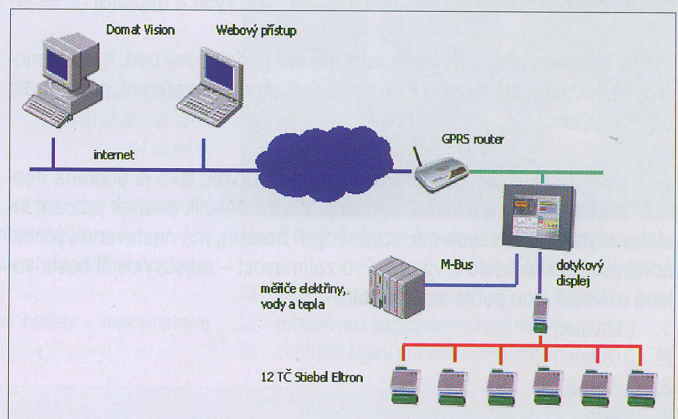 Domat Vision
Webový přístup
internet
GPRS router
M-Bus
dotykový
displej
měřiče elektřiny,
vody a tepla
12 TČ Stiebel Eltron